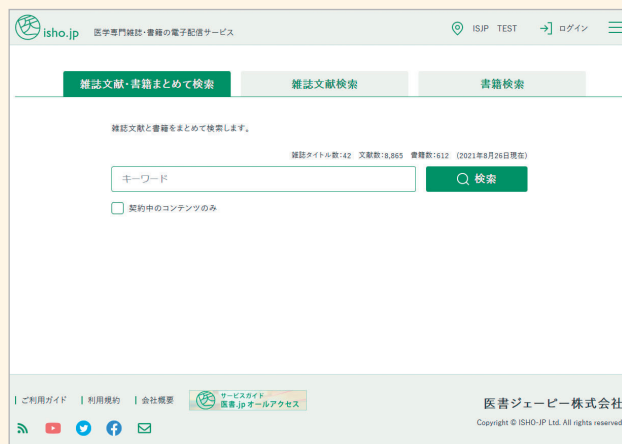 医 isho.jp 医学専門雑誌・書籍の電子配信サービス ISJP TEST ログイン
雑誌文献・書籍まとめて検索 雑誌文献検索 書籍検索
雑誌文献と書籍をまとめて検索します。
雑誌タイトル数:42 文献数:8,865 書籍数:612 (2021年8月26日現在)
キーワード 検索
契約中のコンテンツのみ
ご利用ガイド 利用規約 会社概要 医 サービスガイド
医書.jp オールアクセス
医書ジェーピー株式会社
Copyright © ISHO-JP Ltd. All rights reserved